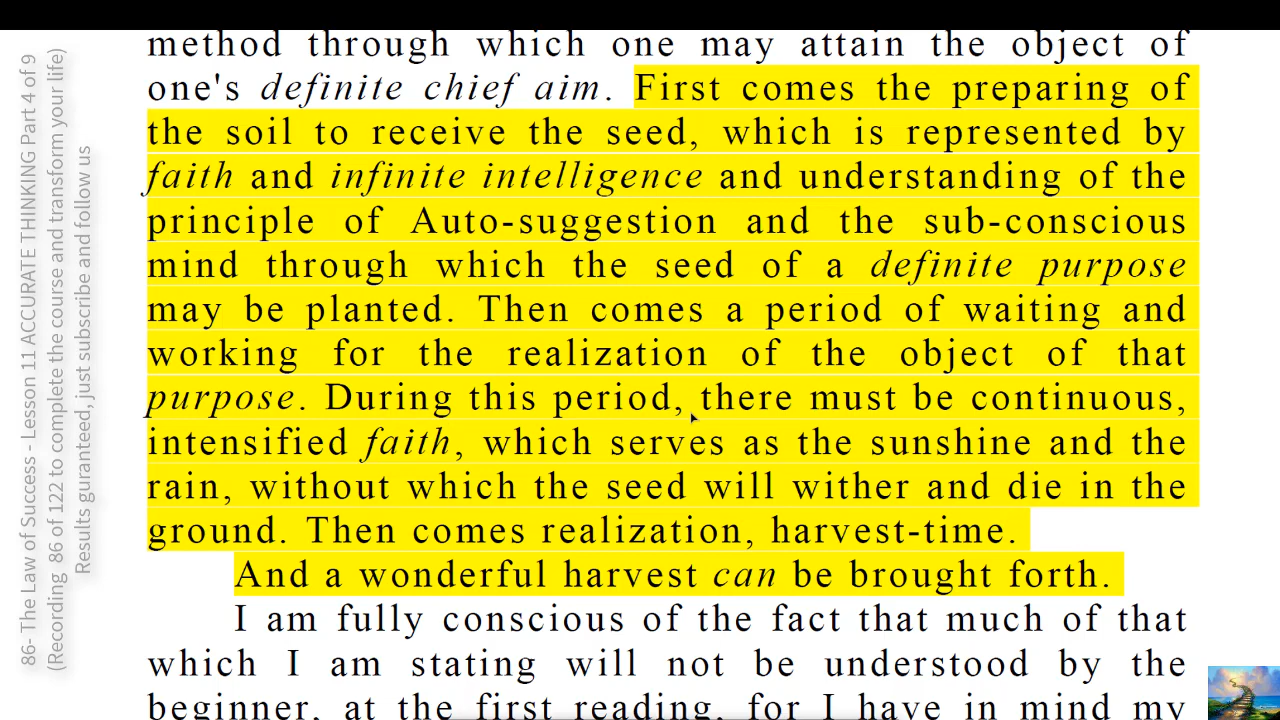 method through which one may attain the object of
one's definite chief aim. First comes the preparing of
the soil to receive the seed, which is represented by
faith and infinite intelligence and understanding of the
principle of Auto-suggestion and the sub-conscious
mind through which the seed of a definite purpose
may be planted. Then comes a period of waiting and
working for the realization of the object of that
purpose. During this period, there must be continuous,
intensified faith, which serves as the sunshine and the
rain, without which the seed will wither and die in the
ground. Then comes realization, harvest-time.
And a wonderful harvest can be brought forth.
I am fully conscious of the fact that much of that
which I am stating will not be understood by the
beginner, at the first reading, for I have in mind my
86- The Law of Success - Lesson 11 ACCURATE THINKING Part 4 of 9
(Recording 86 of 122 to complete the course and transform your life)
Results guranteed, just subscribe and follow us